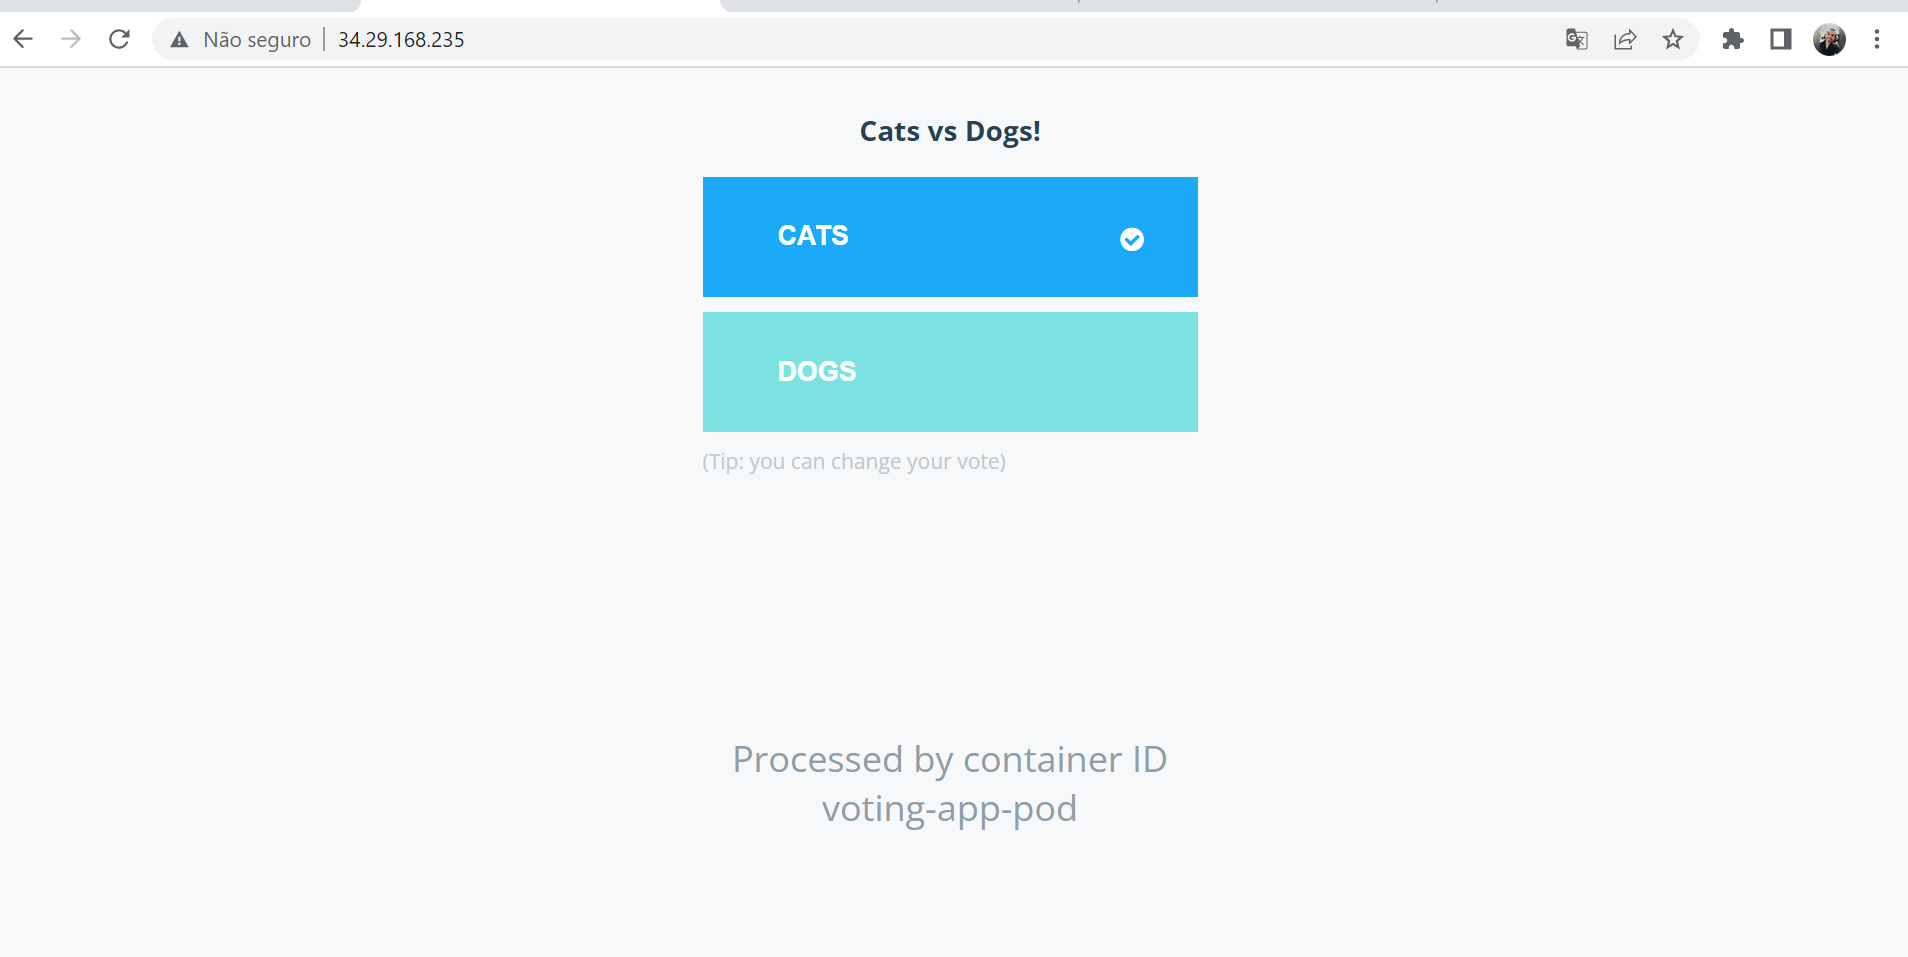 Não seguro
34.29.168.235
Cats vs Dogs!
CATS
DOGS
(Tip: you can change your vote)
Processed by container ID
voting-app-pod